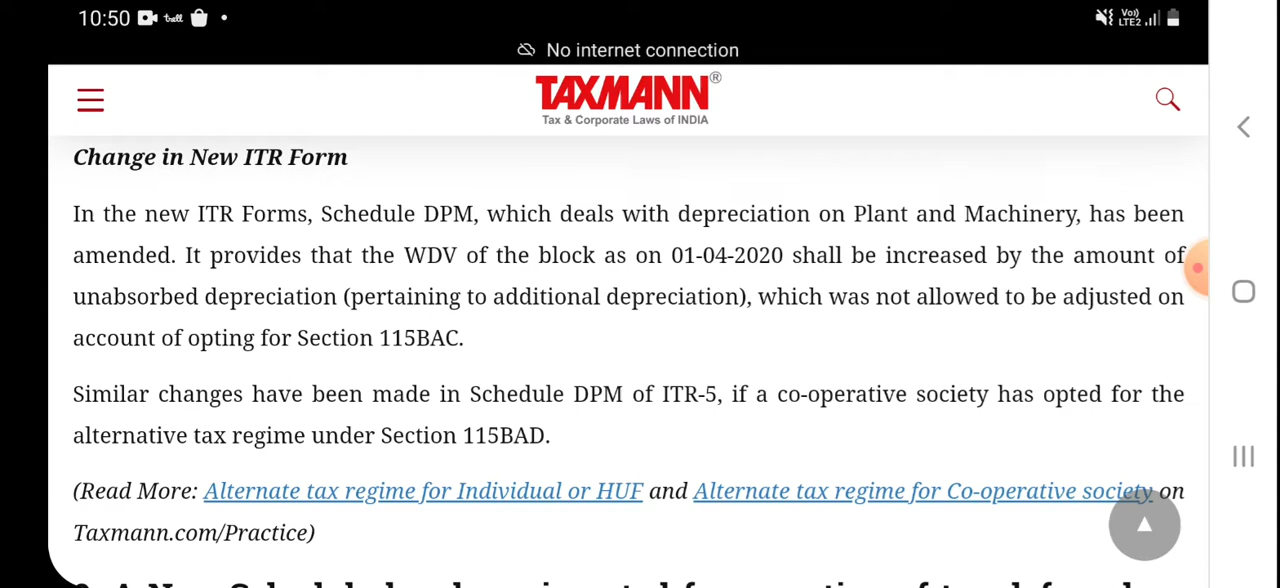 10:50
trell
Vo)
LTE2
No internet connection
TAXMANN®
Tax & Corporate Laws of INDIA
Change in New ITR Form
In the new ITR Forms, Schedule DPM, which deals with depreciation on Plant and Machinery, has been
amended. It provides that the WDV of the block as on 01-04-2020 shall be increased by the amount of
unabsorbed depreciation (pertaining to additional depreciation), which was not allowed to be adjusted on
account of opting for Section 115BAC.
Similar changes have been made in Schedule DPM of ITR-5, if a co-operative society has opted for the
alternative tax regime under Section 115BAD.
(Read More: Alternate tax regime for Individual or HUF and Alternate tax regime for Co-operative society on
Taxmann.com/Practice)